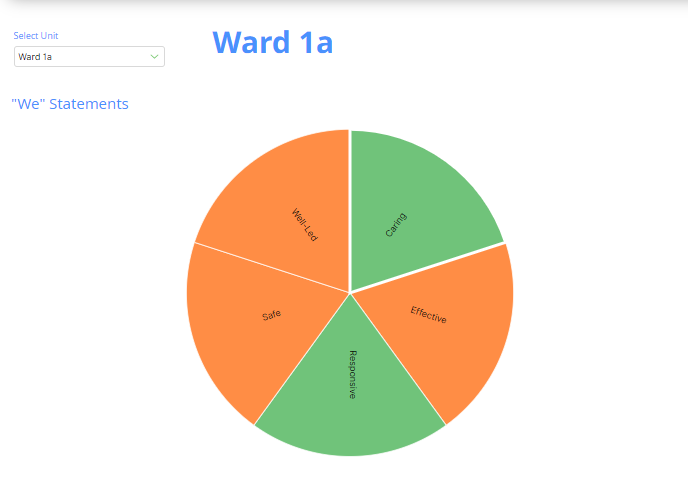 Select Unit
Ward 1a
Ward 1a
"We" Statements
Well-Led
Caring
Safe
Effective
Responsive